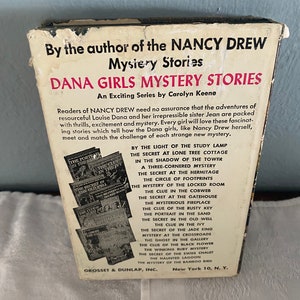 By the author of the NANCY DREW
Mystery Stories
DANA GIRLS MYSTERY STORIES
An Exciting Series by Carolyn Keene
Readers of NANCY DREW need no assurance that the adventures of
resourceful Louise Dana and her irrepressible sister Jean are packed
with thrills, excitement and mystery. Every girl will love these fascinat-
ing stories which tell how the Dana girls, like Nancy Drew herself,
meet and match the challenge of each strange new mystery.
BY THE LIGHT OF THE STUDY LAMP
THE SECRET AT LONE TREE COTTAGE
IN THE SHADOW OF THE TOWER
A THREE-CORNERED MYSTERY
THE SECRET AT THE HERMITAGE
THE CIRCLE OF FOOTPRINTS
THE MYSTERY OF THE LOCKED ROOM
THE CLUE IN THE COBWEB
THE SECRET AT THE GATEHOUSE
THE MYSTERIOUS FIREPLACE
THE CLUE OF THE RUSTY KEY
THE PORTRAIT IN THE SAND
THE SECRET IN THE OLD WELL
THE CLUE IN THE IVY
THE SECRET OF THE JADE RING
MYSTERY AT THE CROSSROADS
THE GHOST IN THE GALLERY
THE CLUE OF THE BLACK FLOWER
THE WINKING RUBY MYSTERY
THE SECRET OF THE SWISS CHALET
THE HAUNTED LAGOON
THE MYSTERY OF THE BAMBOO BIRD
GROSSET & DUNLAP, INC. New York 10, N. Y.